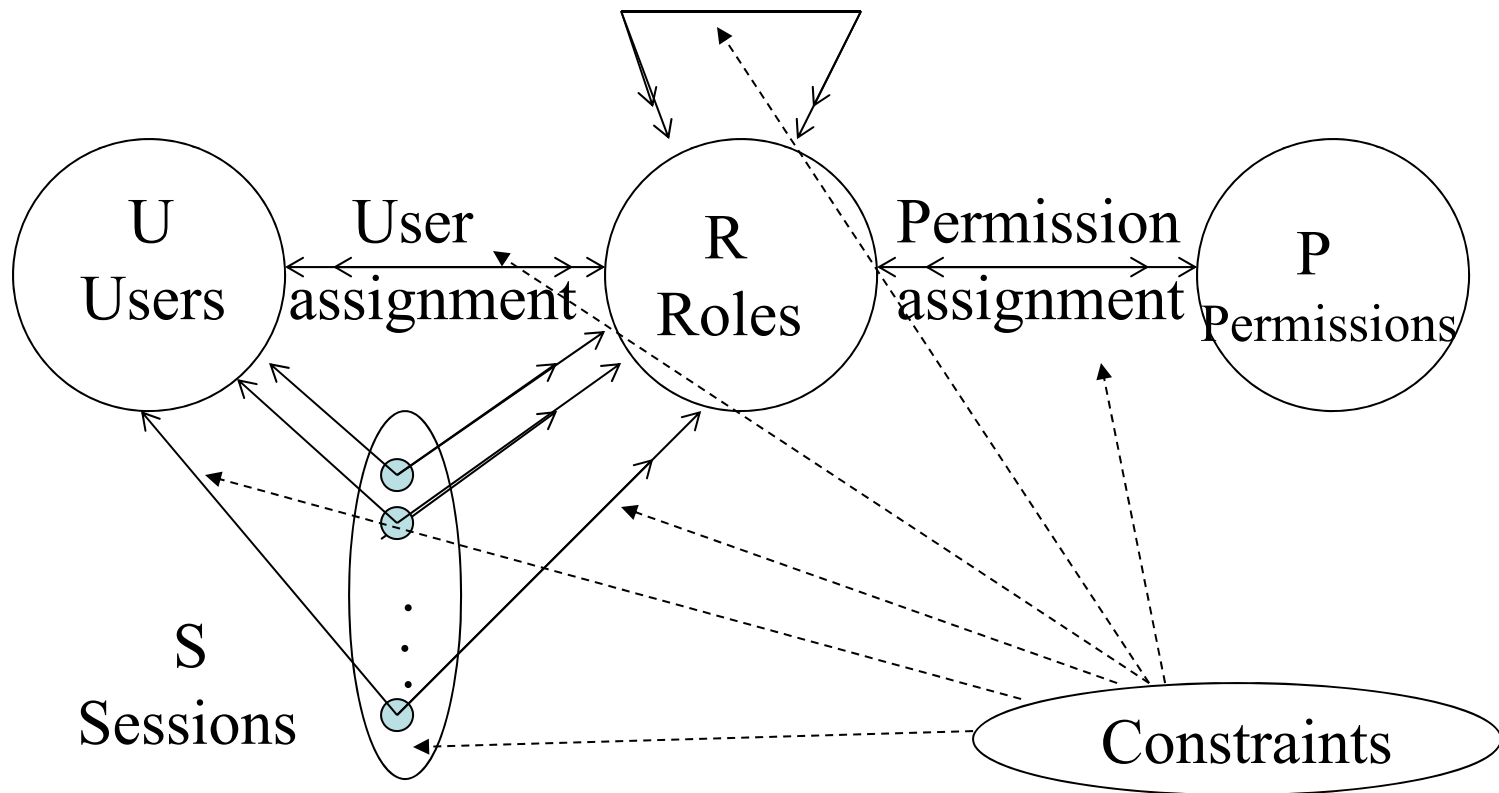 U
Users
User
assignment
R
Roles
Permission
assignment
P
Permissions
S
Sessions
Constraints